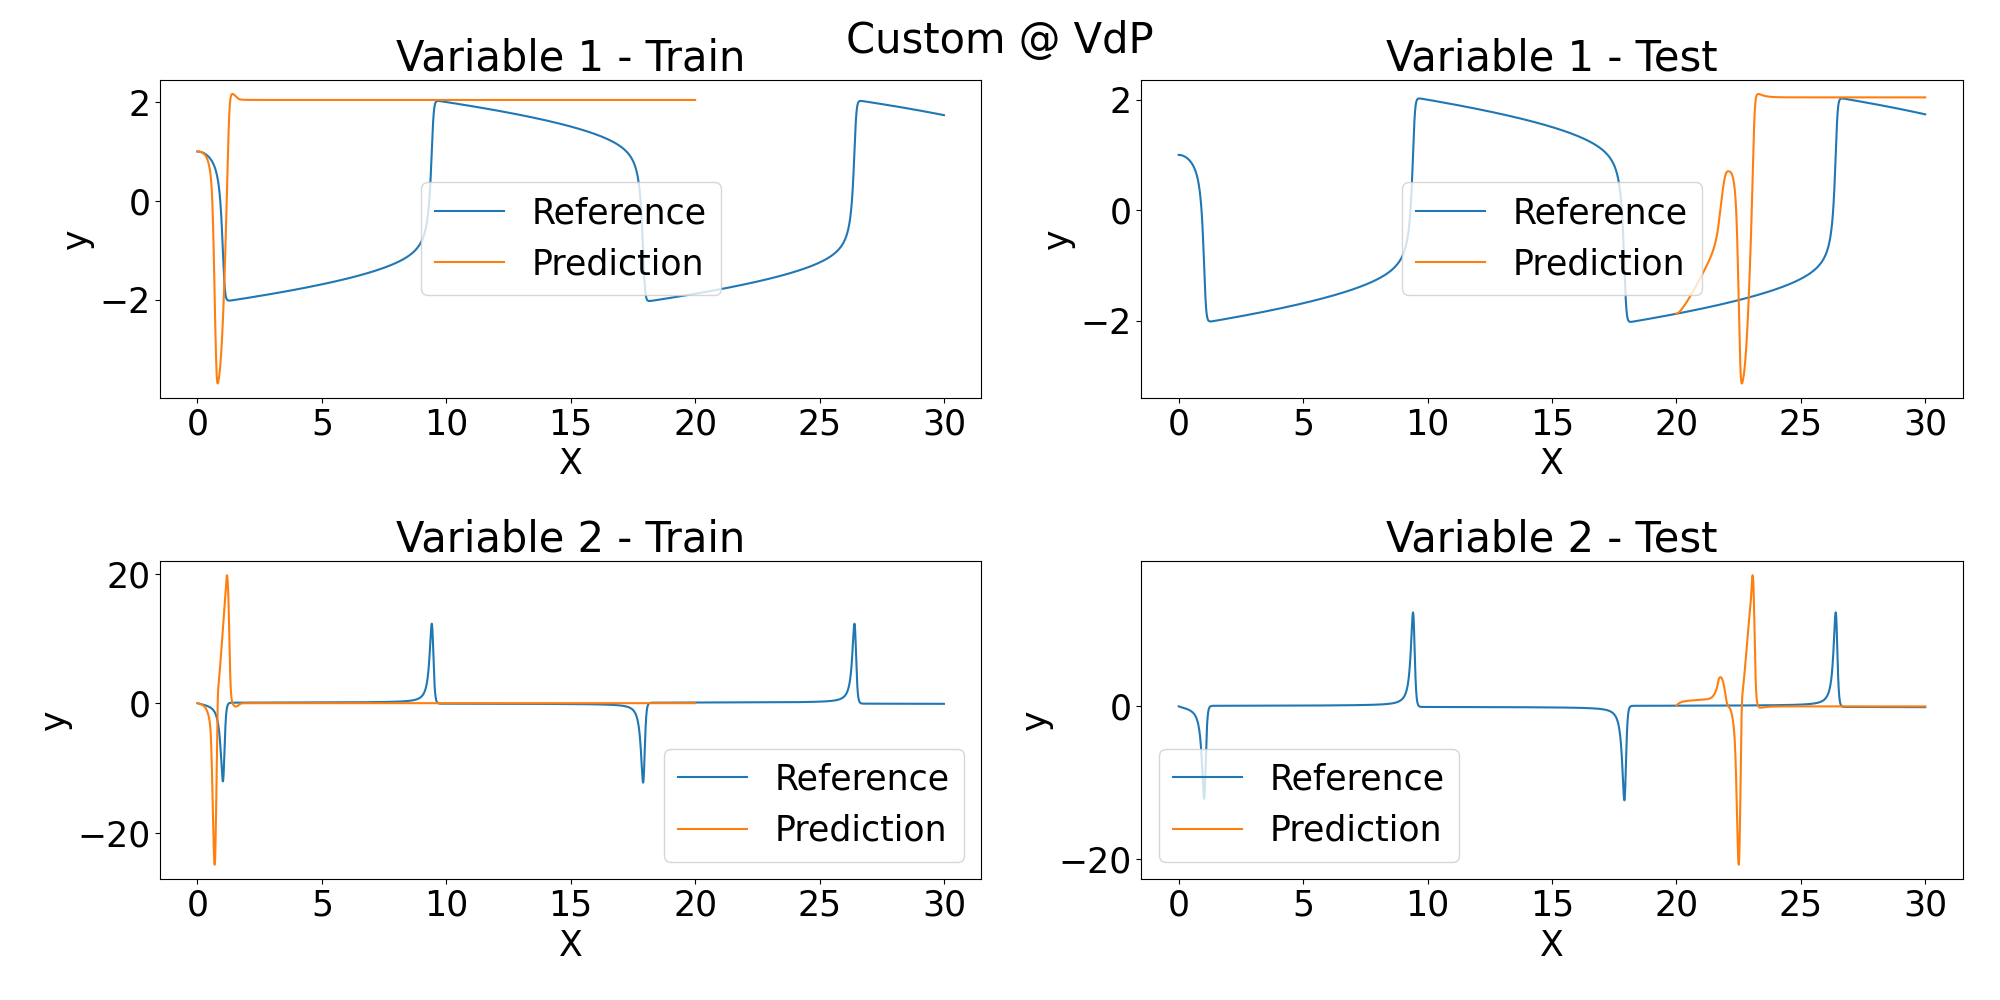 Custom @ VdP
Variable 1 - Train
2
0
−2
y
Reference
Prediction
0 5 10 15 20 25 30
X
Variable 1 - Test
2
0
−2
y
Reference
Prediction
0 5 10 15 20 25 30
X
Variable 2 - Train
20
0
−20
y
Reference
Prediction
0 5 10 15 20 25 30
X
Variable 2 - Test
0
−20
y
Reference
Prediction
0 5 10 15 20 25 30
X